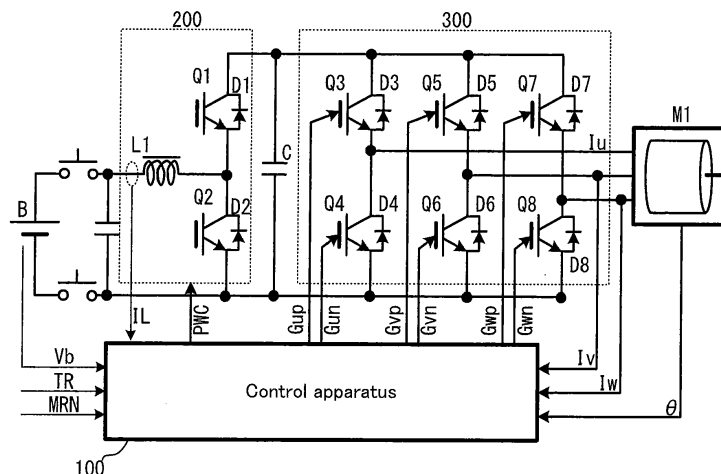 200
300
Q1
D1
Q3
D3
Q5
D5
Q7
D7
M1
L1
C
Iu
B
Q2
D2
Q4
D4
Q6
D6
Q8
D8
IL
PWC
Gup
Gun
Gvp
Gvn
Gwp
Gwn
Vb
TR
MRN
Control apparatus
Iv
Iw
θ
100